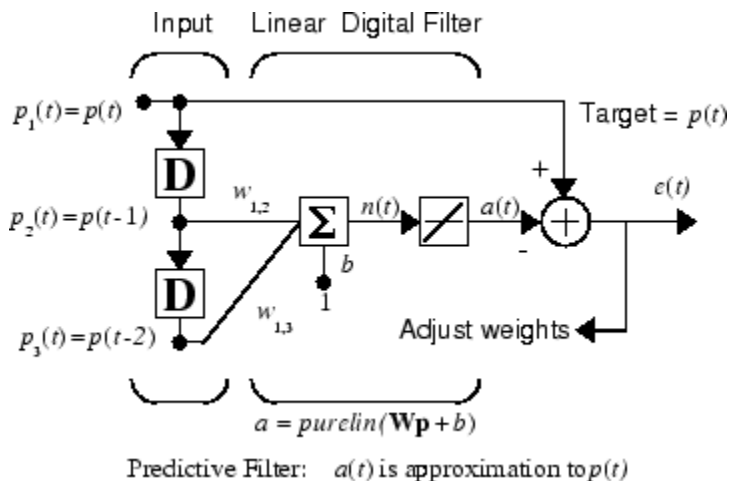 Input
Linear Digital Filter
p1(t)=p(t)
Target = p(t)
D
+
w1,2
n(t)
a(t)
e(t)
p2(t)=p(t-1)
Σ
+
-
b
D
1
w1,3
Adjust weights
p3(t)=p(t-2)
a = purelin(Wp + b)
Predictive Filter: a(t) is approximation to p(t)